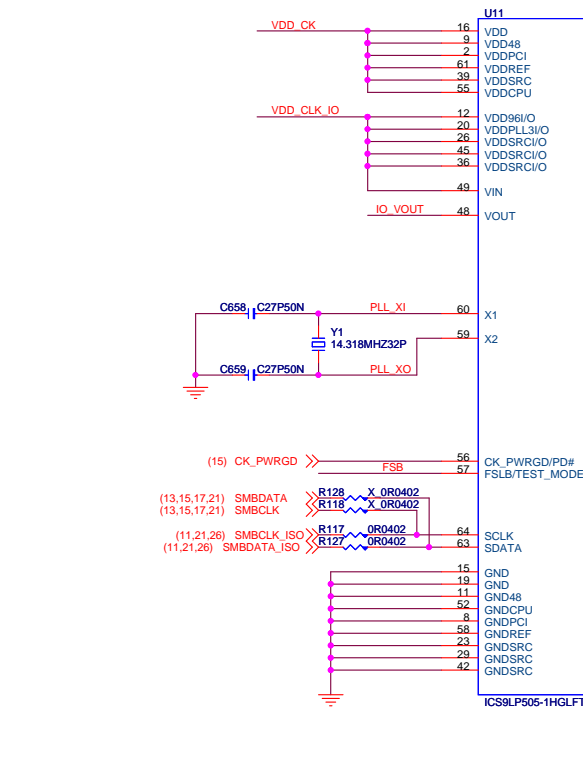 U11
VDD_CK 16 VDD
9 VDD48
2 VDDPCI
61 VDDREF
39 VDDSRC
55 VDDCPU
VDD_CLK_IO 12 VDD96I/O
20 VDDPLL3I/O
26 VDDSRCI/O
45 VDDSRCI/O
36 VDDSRCI/O
49 VIN
IO_VOUT 48 VOUT
C658 C27P50N PLL_XI 60 X1
Y1
14.318MHZ32P
59 X2
C659 C27P50N PLL_XO
(15) CK_PWRGD 56 CK_PWRGD/PD#
FSB 57 FSLB/TEST_MODE
(13,15,17,21) SMBDATA R128 X_0R0402
(13,15,17,21) SMBCLK R118 X_0R0402
(11,21,26) SMBCLK_ISO R117 0R0402 64 SCLK
(11,21,26) SMBDATA_ISO R127 0R0402 63 SDATA
15 GND
19 GND
11 GND48
52 GNDCPU
8 GNDPCI
58 GNDREF
23 GNDSRC
29 GNDSRC
42 GNDSRC
ICS9LP505-1HGLFT